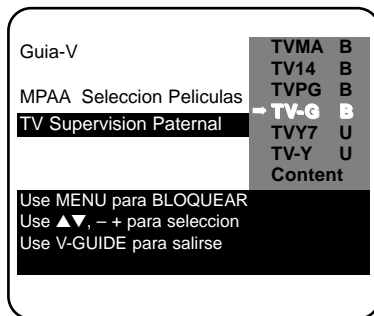 Guia-V
MPAA Seleccion Peliculas
TV Supervision Paternal
TVMA B
TV14 B
TVPG B
➡ TV-G B
TVY7 U
TV-Y U
Content
Use MENU para BLOQUEAR
Use ▲▼, – + para seleccion
Use V-GUIDE para salirse